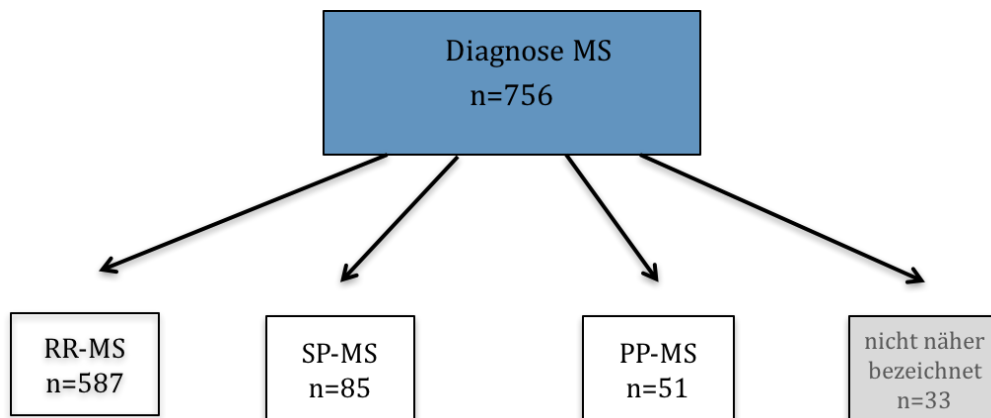 Diagnose MS
n=756
RR-MS
n=587
SP-MS
n=85
PP-MS
n=51
nicht näher
bezeichnet
n=33